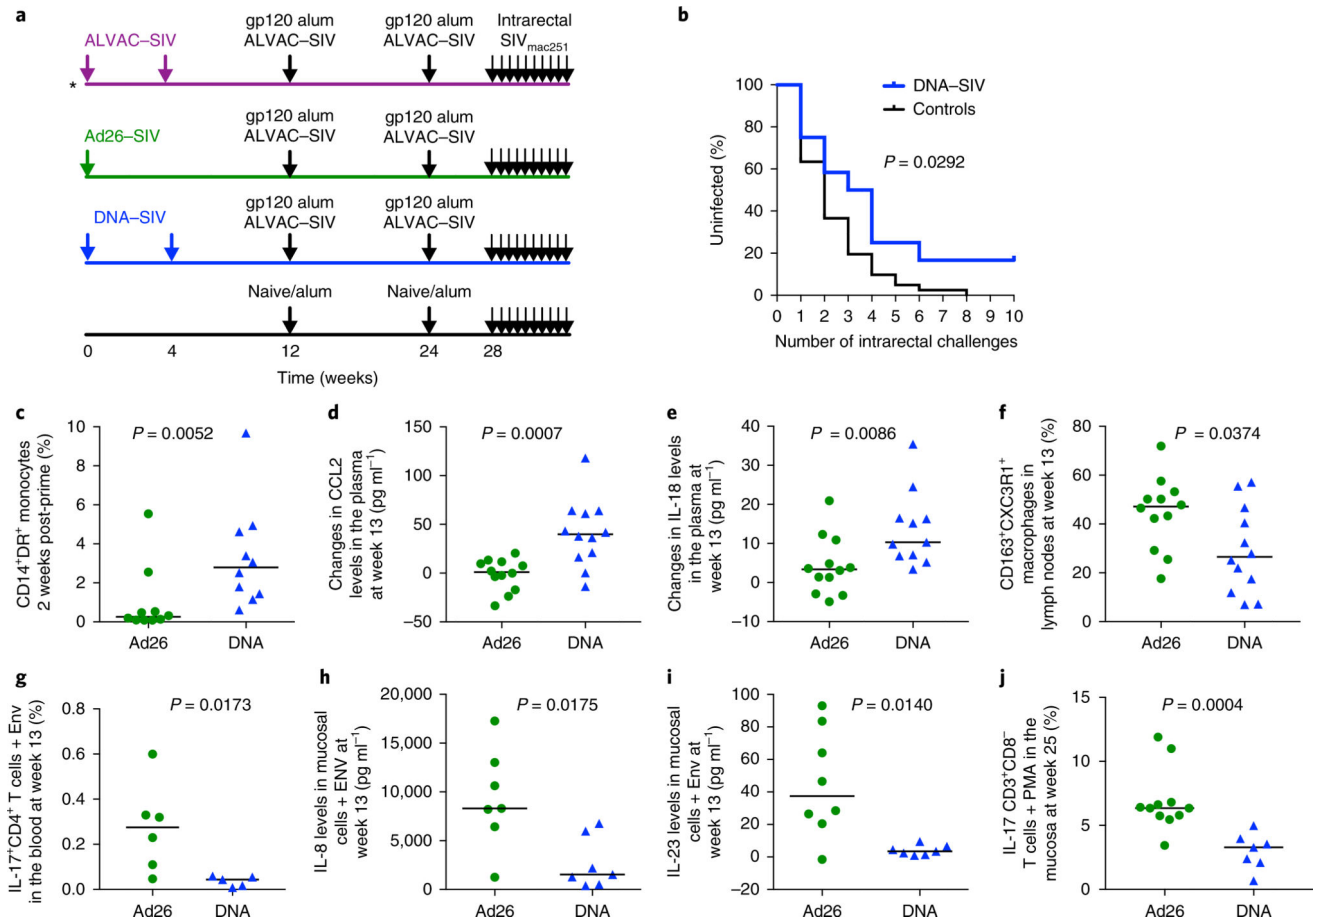 a
ALVAC–SIV
gp120 alum
ALVAC–SIV
gp120 alum
ALVAC–SIV
Intrarectal
SIVmac251
*
Ad26–SIV
gp120 alum
ALVAC–SIV
gp120 alum
ALVAC–SIV
DNA–SIV
gp120 alum
ALVAC–SIV
gp120 alum
ALVAC–SIV
Naive/alum
Naive/alum
0 4 12 24 28
Time (weeks)
b
Uninfected (%)
100
80
60
40
20
0
DNA–SIV
Controls
P = 0.0292
0 1 2 3 4 5 6 7 8 9 10
Number of intrarectal challenges
c
CD14+DR+ monocytes
2 weeks post-prime (%)
10
8
6
4
2
0
P = 0.0052
Ad26 DNA
d
Changes in CCL2
levels in the plasma
at week 13 (pg ml−1)
150
100
50
0
−50
P = 0.0007
Ad26 DNA
e
Changes in IL-18 levels
in the plasma at
week 13 (pg ml−1)
40
30
20
10
0
−10
P = 0.0086
Ad26 DNA
f
CD163+CXC3R1+
macrophages in
lymph nodes at week 13 (%)
80
60
40
20
0
P = 0.0374
Ad26 DNA
g
IL-17+CD4+ T cells + Env
in the blood at week 13 (%)
0.8
0.6
0.4
0.2
0.0
P = 0.0173
Ad26 DNA
h
IL-8 levels in mucosal
cells + ENV at
week 13 (pg ml−1)
20,000
15,000
10,000
5,000
0
P = 0.0175
Ad26 DNA
i
IL-23 levels in mucosal
cells + Env at
week 13 (pg ml−1)
100
80
60
40
20
0
−20
P = 0.0140
Ad26 DNA
j
IL-17 CD3+CD8−
T cells + PMA in the
mucosa at week 25 (%)
15
10
5
0
P = 0.0004
Ad26 DNA